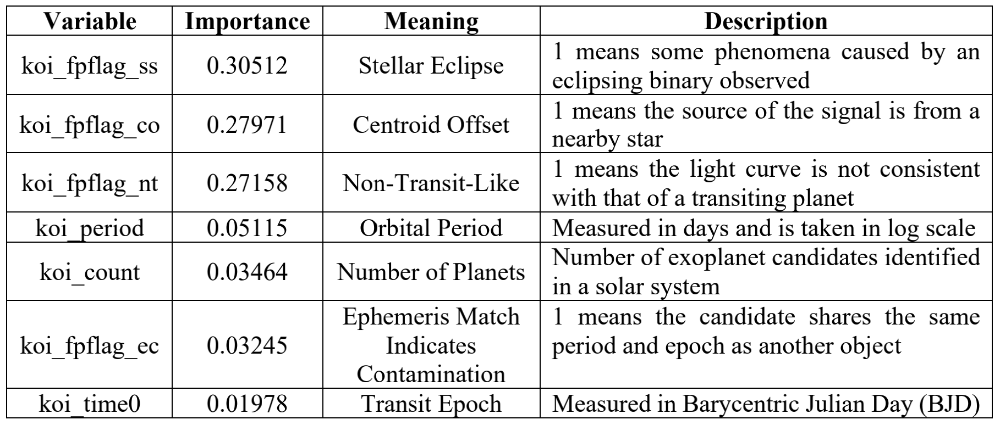 Variable Importance Meaning Description
koi_fpflag_ss 0.30512 Stellar Eclipse 1 means some phenomena caused by an
eclipsing binary observed
koi_fpflag_co 0.27971 Centroid Offset 1 means the source of the signal is from a
nearby star
koi_fpflag_nt 0.27158 Non-Transit-Like 1 means the light curve is not consistent
with that of a transiting planet
koi_period 0.05115 Orbital Period Measured in days and is taken in log scale
koi_count 0.03464 Number of Planets Number of exoplanet candidates identified
in a solar system
koi_fpflag_ec 0.03245 Ephemeris Match
Indicates
Contamination
1 means the candidate shares the same
period and epoch as another object
koi_time0 0.01978 Transit Epoch Measured in Barycentric Julian Day (BJD)